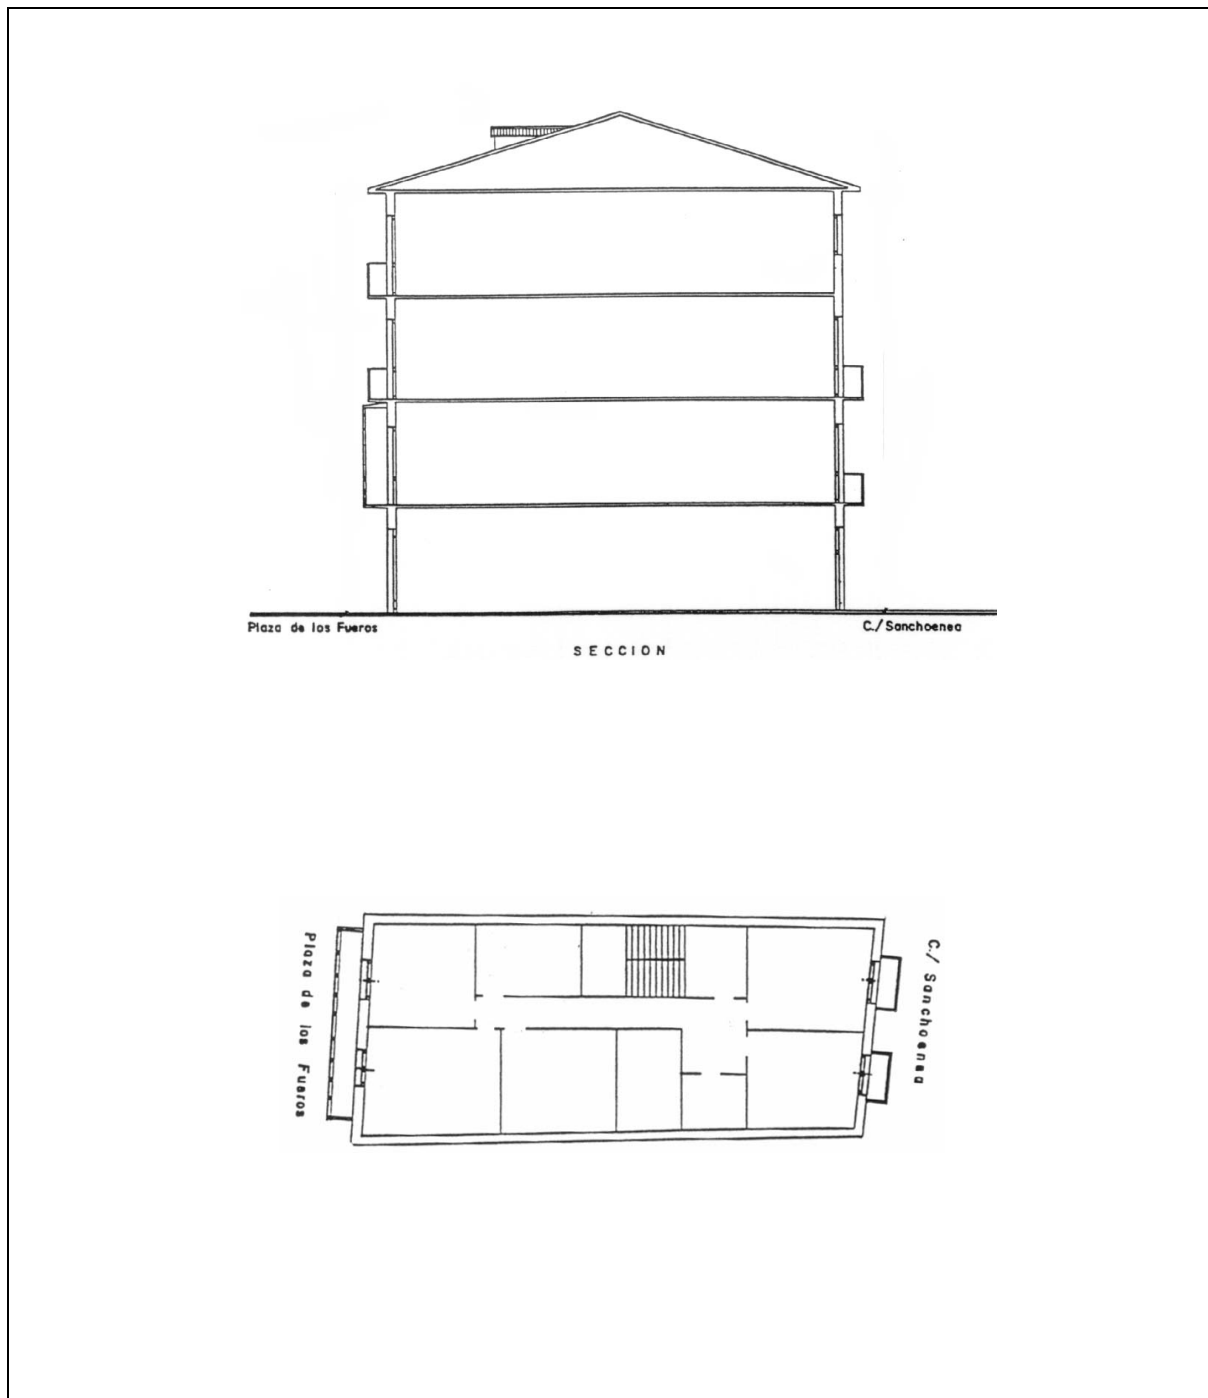 Plaza de los Fueros
C./Sanchoenea
SECCION
Plaza de los Fueros
C./ Sanchoenea